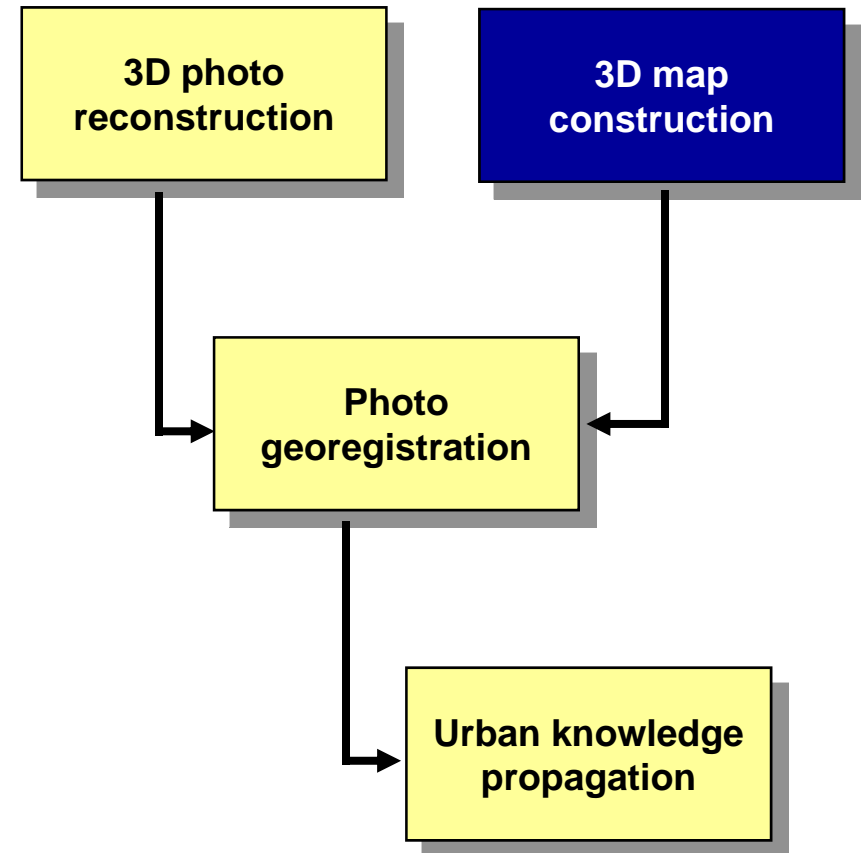 3D photo
reconstruction
3D map
construction
Photo
georegistration
Urban knowledge
propagation